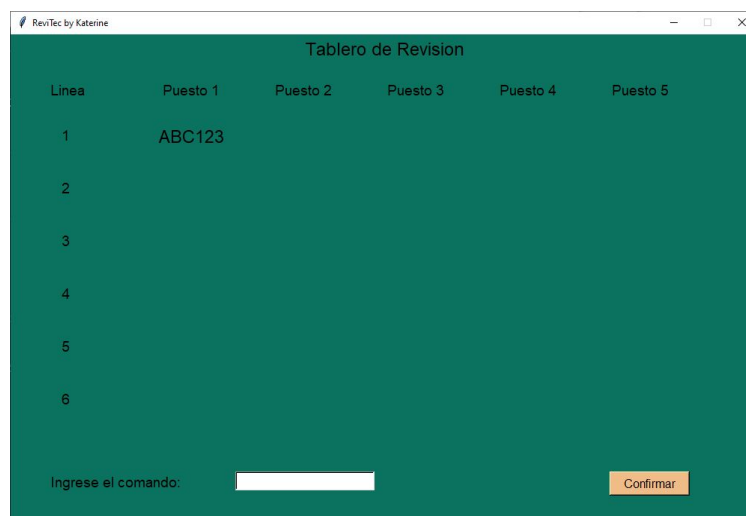 ReviTec by Katerine
Tablero de Revision
Linea Puesto 1 Puesto 2 Puesto 3 Puesto 4 Puesto 5
1 ABC123
2
3
4
5
6
Ingrese el comando: Confirmar